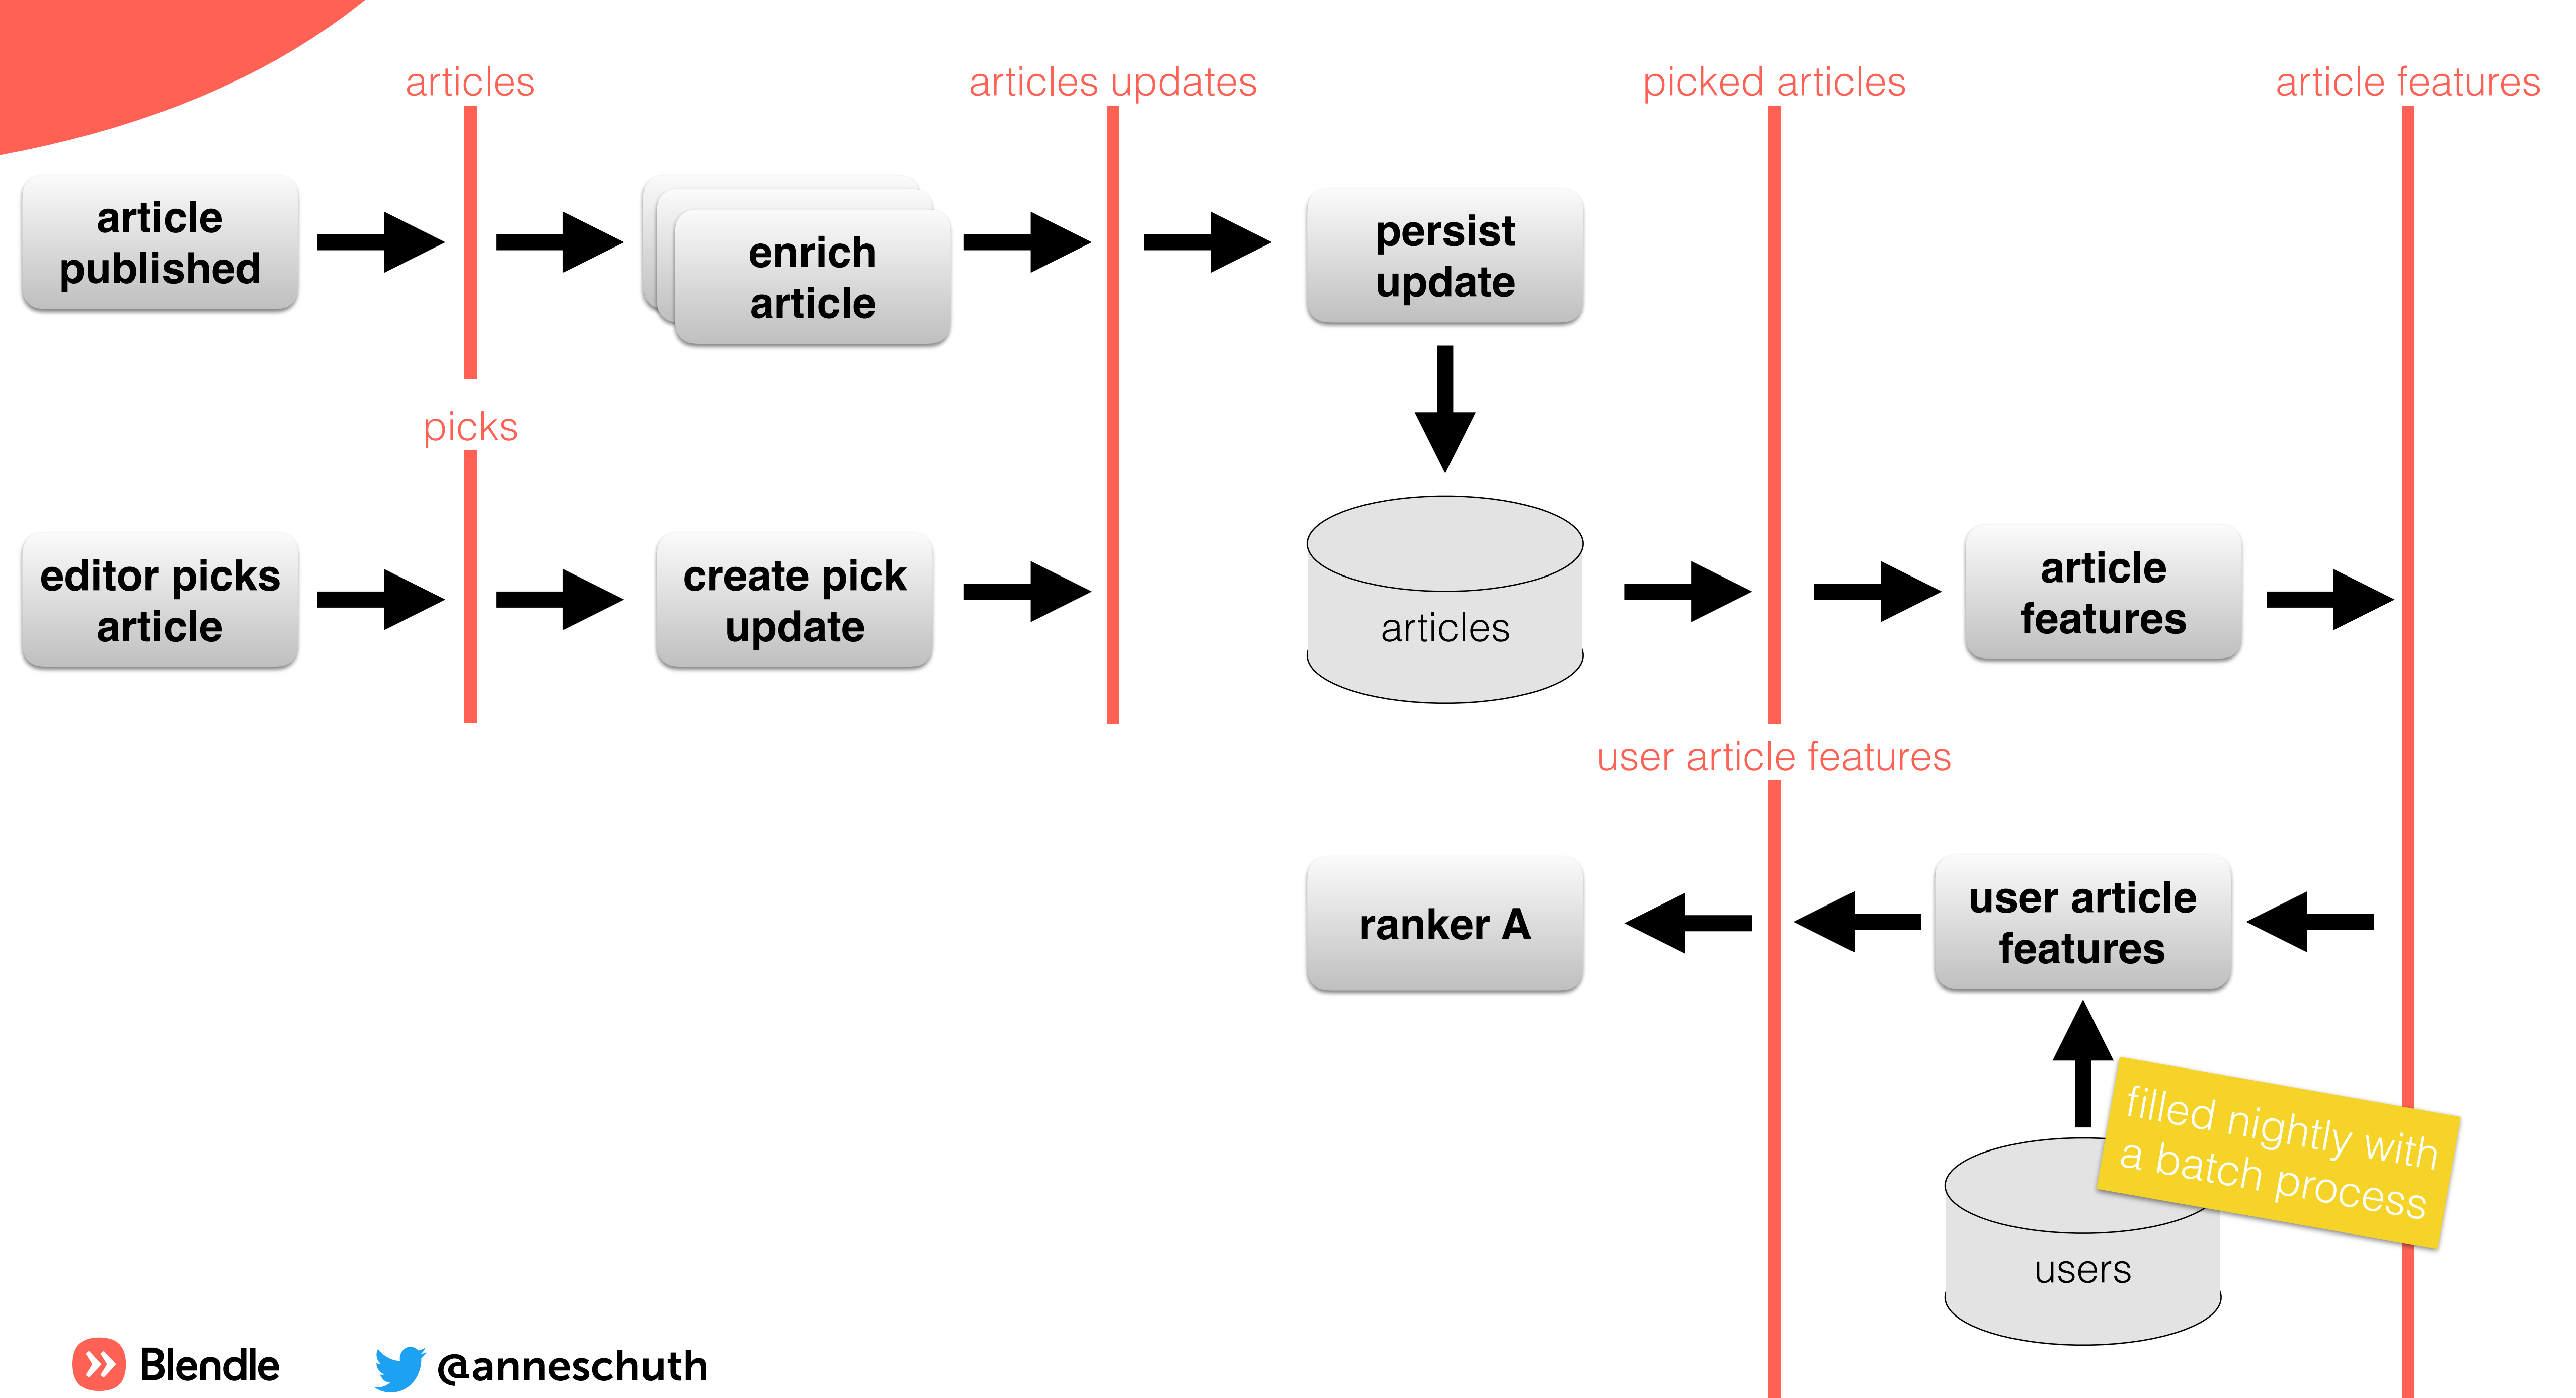 articles
articles updates
picked articles
article features
article
published
enrich
article
persist
update
picks
editor picks
article
create pick
update
articles
article
features
user article features
ranker A
user article
features
filled nightly with
a batch process
users
Blendle
@anneschuth